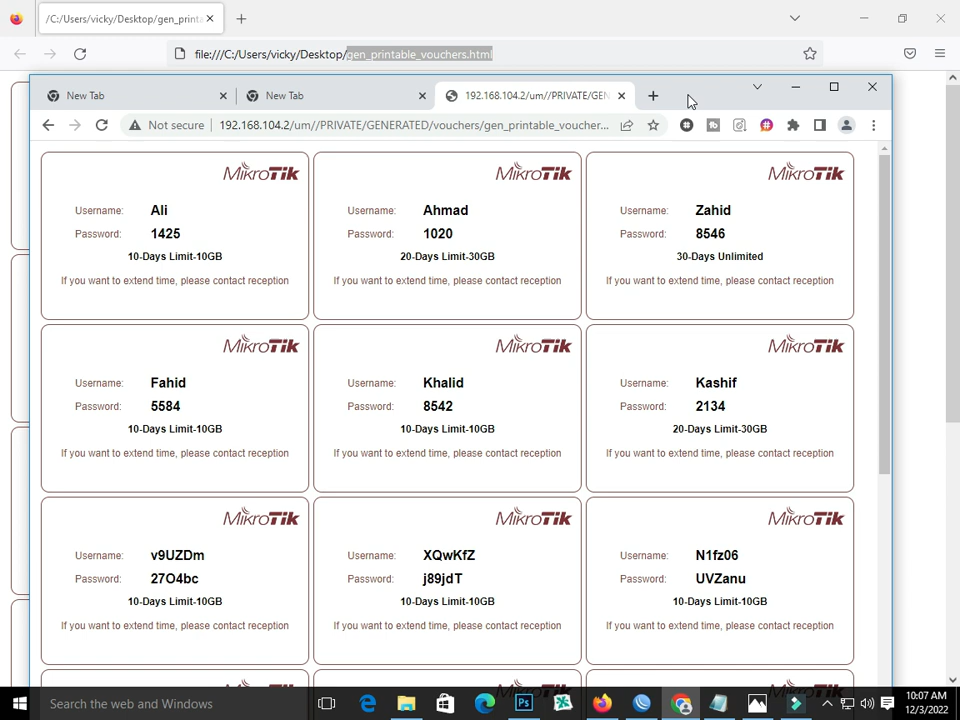 /C:/Users/vicky/Desktop/gen_printa
file:///C:/Users/vicky/Desktop/gen_printable_vouchers.html
New Tab
New Tab
192.168.104.2/um//PRIVATE/GEN
Not secure
192.168.104.2/um//PRIVATE/GENERATED/vouchers/gen_printable_voucher...
MikroTik
MikroTik
MikroTik
Username: Ali
Username: Ahmad
Username: Zahid
Password: 1425
Password: 1020
Password: 8546
10-Days Limit-10GB
20-Days Limit-30GB
30-Days Unlimited
If you want to extend time, please contact reception
If you want to extend time, please contact reception
If you want to extend time, please contact reception
MikroTik
MikroTik
MikroTik
Username: Fahid
Username: Khalid
Username: Kashif
Password: 5584
Password: 8542
Password: 2134
10-Days Limit-10GB
10-Days Limit-10GB
20-Days Limit-30GB
If you want to extend time, please contact reception
If you want to extend time, please contact reception
If you want to extend time, please contact reception
MikroTik
MikroTik
MikroTik
Username: v9UZDm
Username: XQwKfZ
Username: N1fz06
Password: 27O4bc
Password: j89jdT
Password: UVZanu
10-Days Limit-10GB
10-Days Limit-10GB
10-Days Limit-10GB
If you want to extend time, please contact reception
If you want to extend time, please contact reception
If you want to extend time, please contact reception
Search the web and Windows
Ps
10:07 AM
12/3/2022